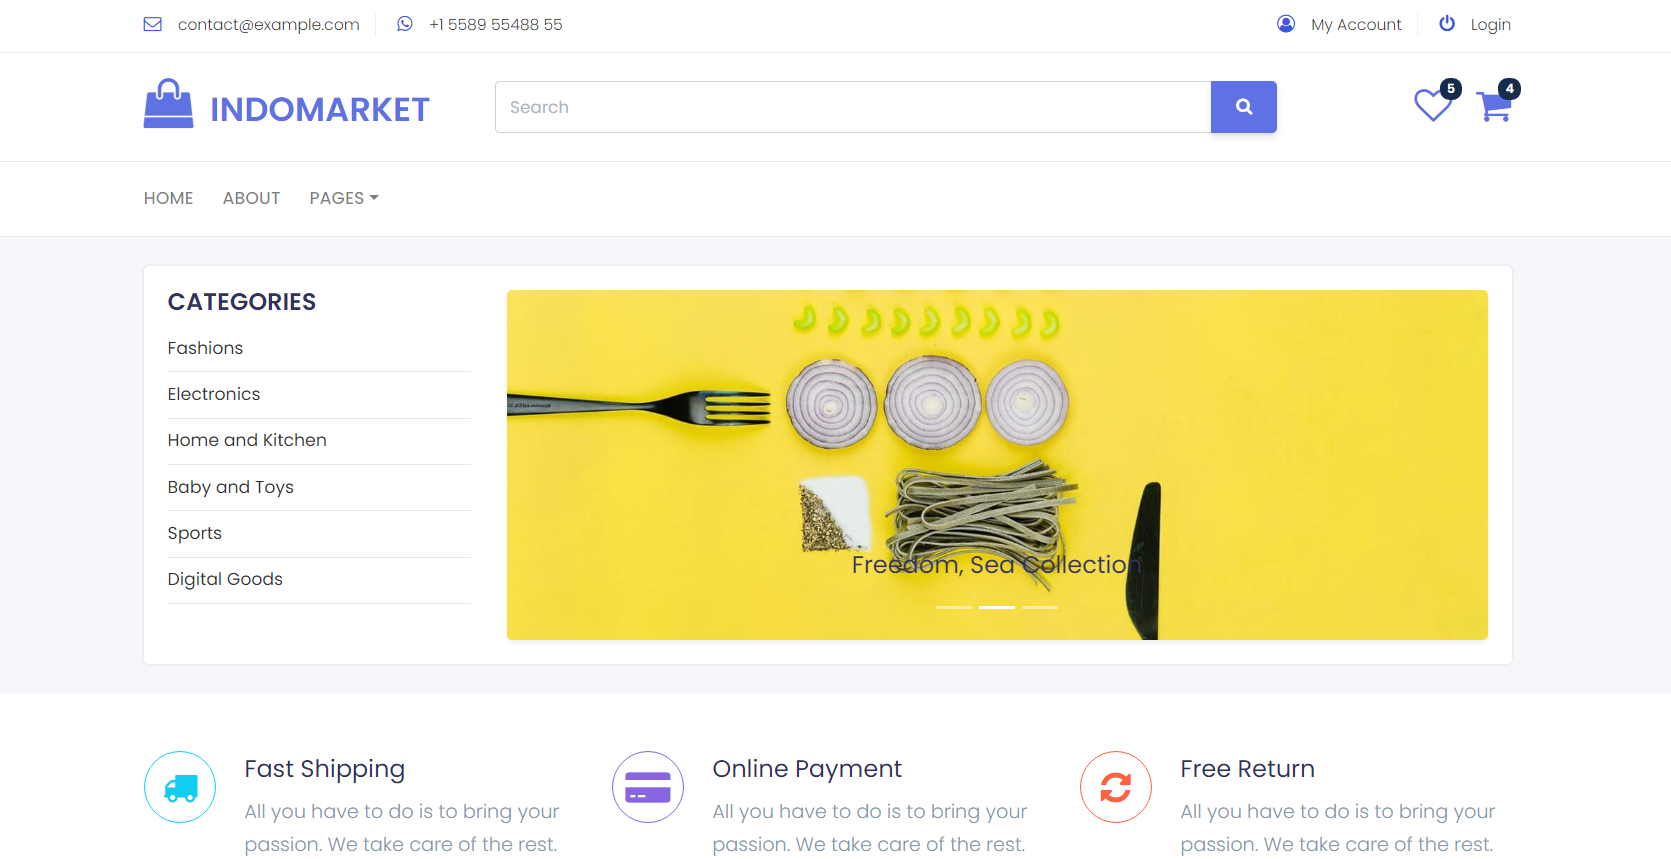 contact@example.com
+1 5589 55488 55
My Account
Login
INDOMARKET
Search
5
4
HOME
ABOUT
PAGES
CATEGORIES
Fashions
Electronics
Home and Kitchen
Baby and Toys
Sports
Digital Goods
Freedom, Sea Collection
Fast Shipping
All you have to do is to bring your
passion. We take care of the rest.
Online Payment
All you have to do is to bring your
passion. We take care of the rest.
Free Return
All you have to do is to bring your
passion. We take care of the rest.